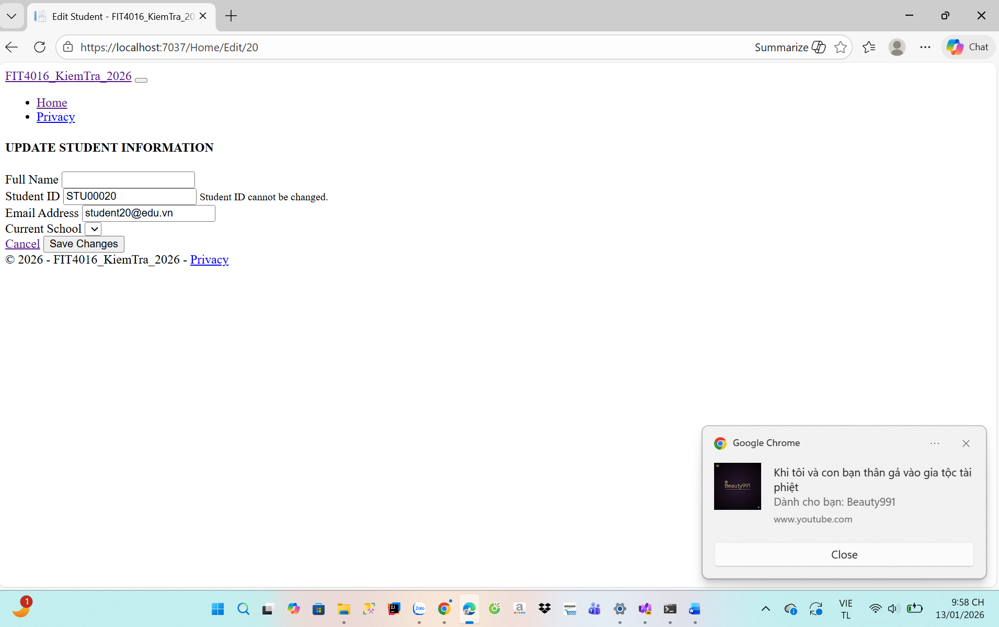 Edit Student - FIT4016_KiemTra_20
https://localhost:7037/Home/Edit/20
Summarize
Chat
FIT4016_KiemTra_2026
Home
Privacy
UPDATE STUDENT INFORMATION
Full Name
Student ID STU00020 Student ID cannot be changed.
Email Address student20@edu.vn
Current School
Cancel Save Changes
© 2026 - FIT4016_KiemTra_2026 - Privacy
Google Chrome
Beauty991
Khi tôi và con bạn thân gả vào gia tộc tài
phiệt
Dành cho bạn: Beauty991
www.youtube.com
Close
1
Zalo
amazon
VIE
TL
9:58 CH
13/01/2026